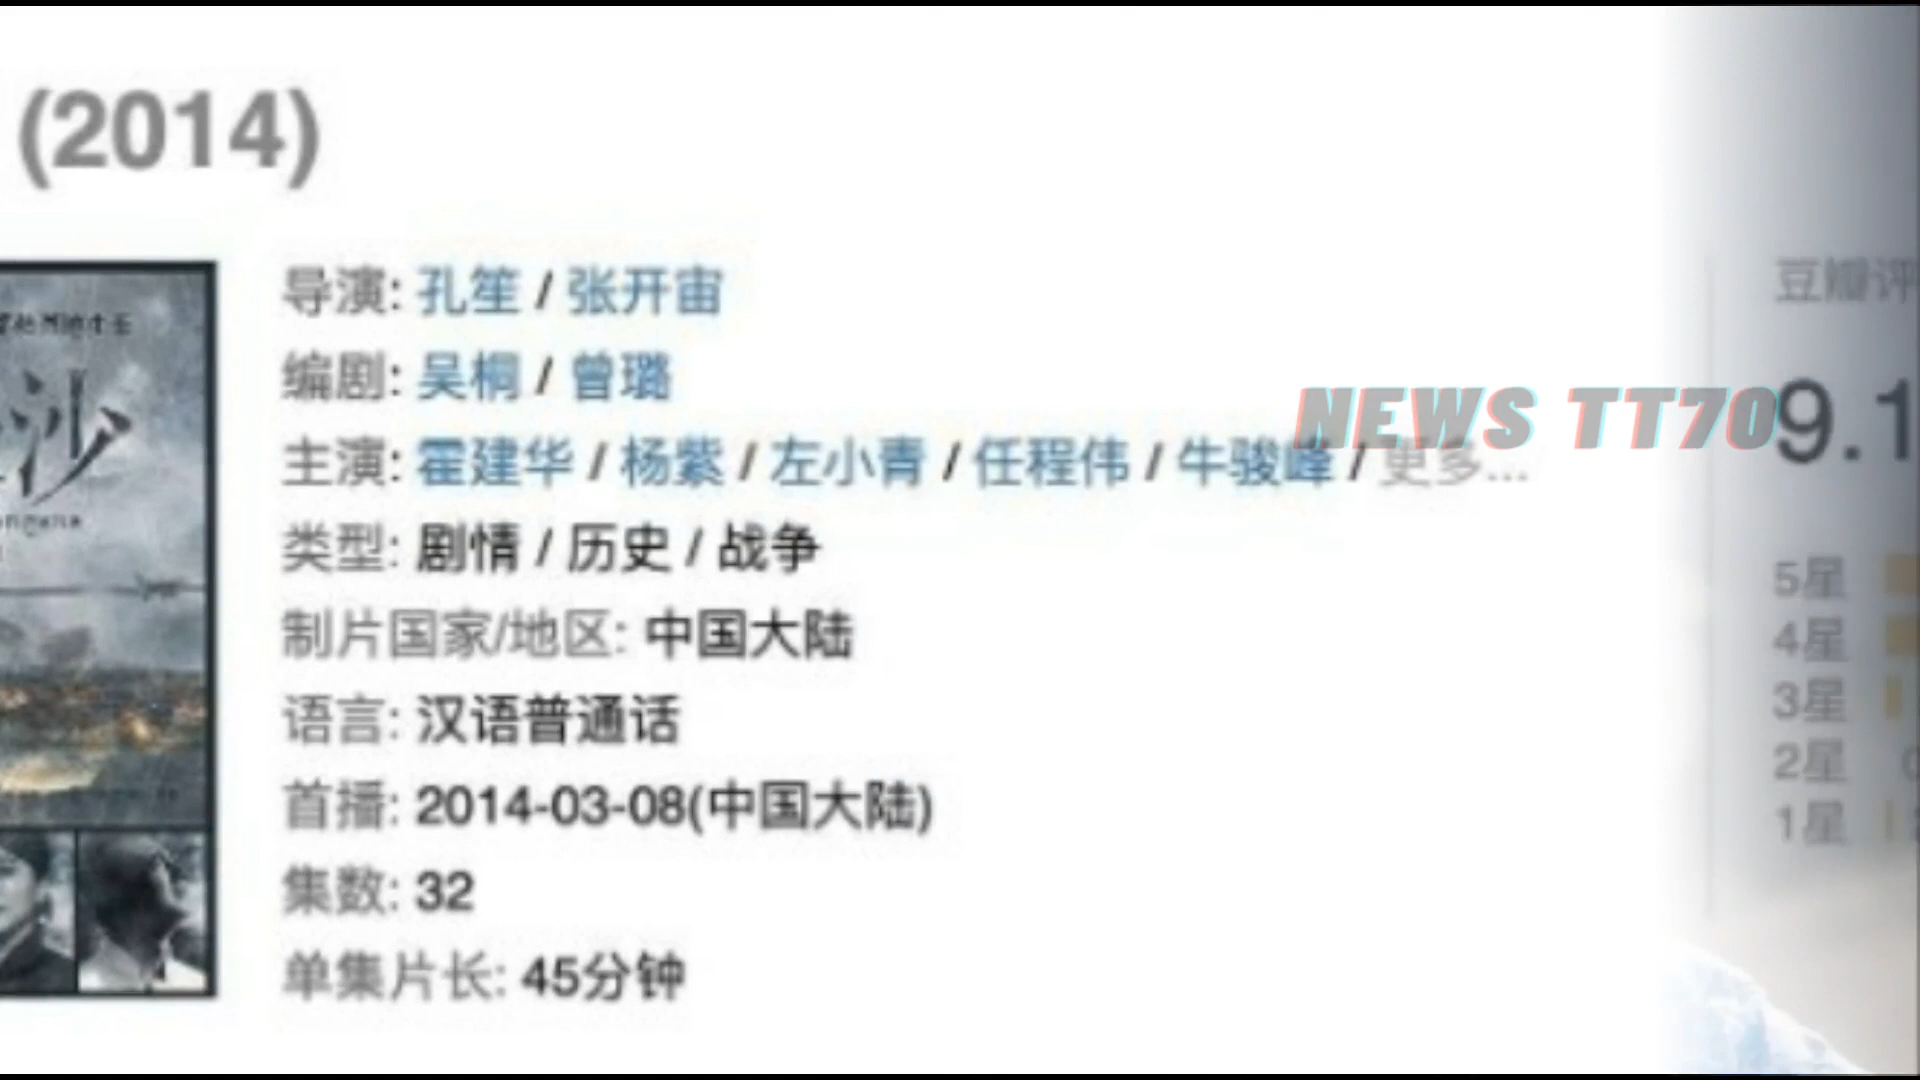 (2014)
沙
导演: 孔笙 / 张开宙
编剧: 吴桐 / 曾璐
主演: 霍建华 / 杨紫 / 左小青 / 任程伟 / 牛骏峰 / 更多...
类型: 剧情 / 历史 / 战争
制片国家/地区: 中国大陆
语言: 汉语普通话
首播: 2014-03-08(中国大陆)
集数: 32
单集片长: 45分钟
NEWS TT70
豆瓣评
9.1
5星
4星
3星
2星
1星